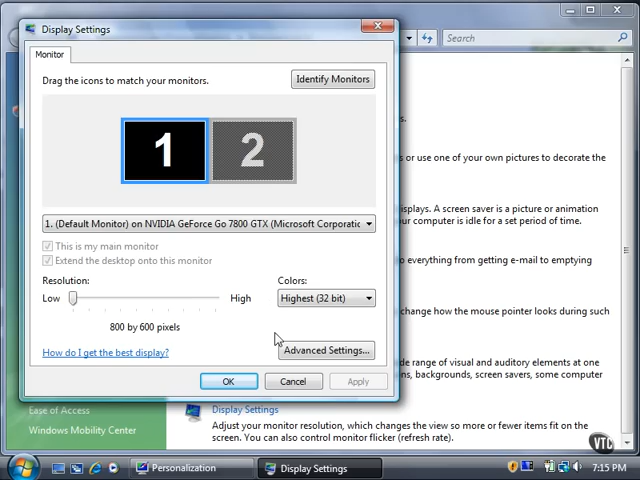 Display Settings
Monitor
Drag the icons to match your monitors.
Identify Monitors
1
2
1. (Default Monitor) on NVIDIA GeForce Go 7800 GTX (Microsoft Corporatic
This is my main monitor
Extend the desktop onto this monitor
Resolution:
Colors:
Low
High
Highest (32 bit)
800 by 600 pixels
How do I get the best display?
Advanced Settings...
OK
Cancel
Apply
Search
s.
s or use one of your own pictures to decorate the
isplays. A screen saver is a picture or animation
our computer is idle for a set period of time.
o everything from getting e-mail to emptying
change how the mouse pointer looks during such
ide range of visual and auditory elements at one
ns, backgrounds, screen savers, some computer
Ease of Access
Windows Mobility Center
Display Settings
Adjust your monitor resolution, which changes the view so more or fewer items fit on the
screen. You can also control monitor flicker (refresh rate).
VTC
Personalization
Display Settings
7:15 PM